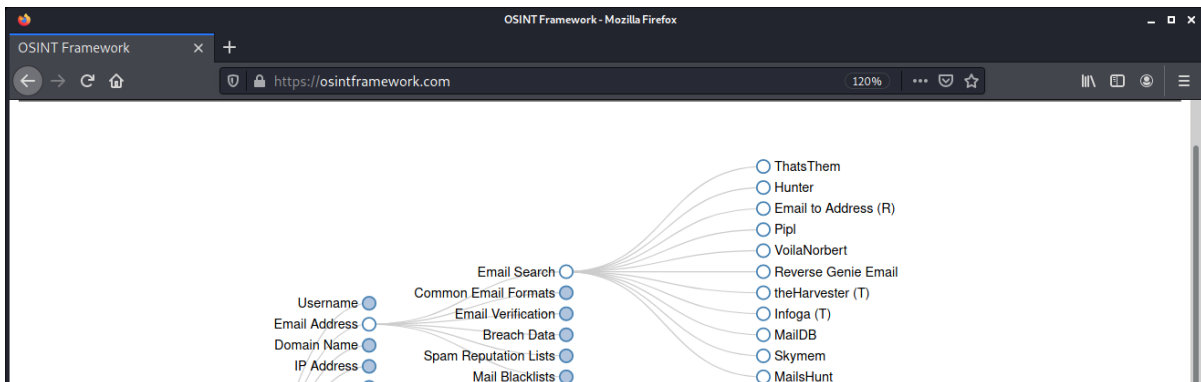 OSINT Framework - Mozilla Firefox
OSINT Framework
https://osintframework.com
120%
ThatsThem
Hunter
Email to Address (R)
Pipl
VoilaNorbert
Email Search
Reverse Genie Email
Common Email Formats
theHarvester (T)
Username
Email Verification
Infoga (T)
Email Address
Breach Data
MailDB
Domain Name
Spam Reputation Lists
Skymem
IP Address
Mail Blacklists
MailsHunt